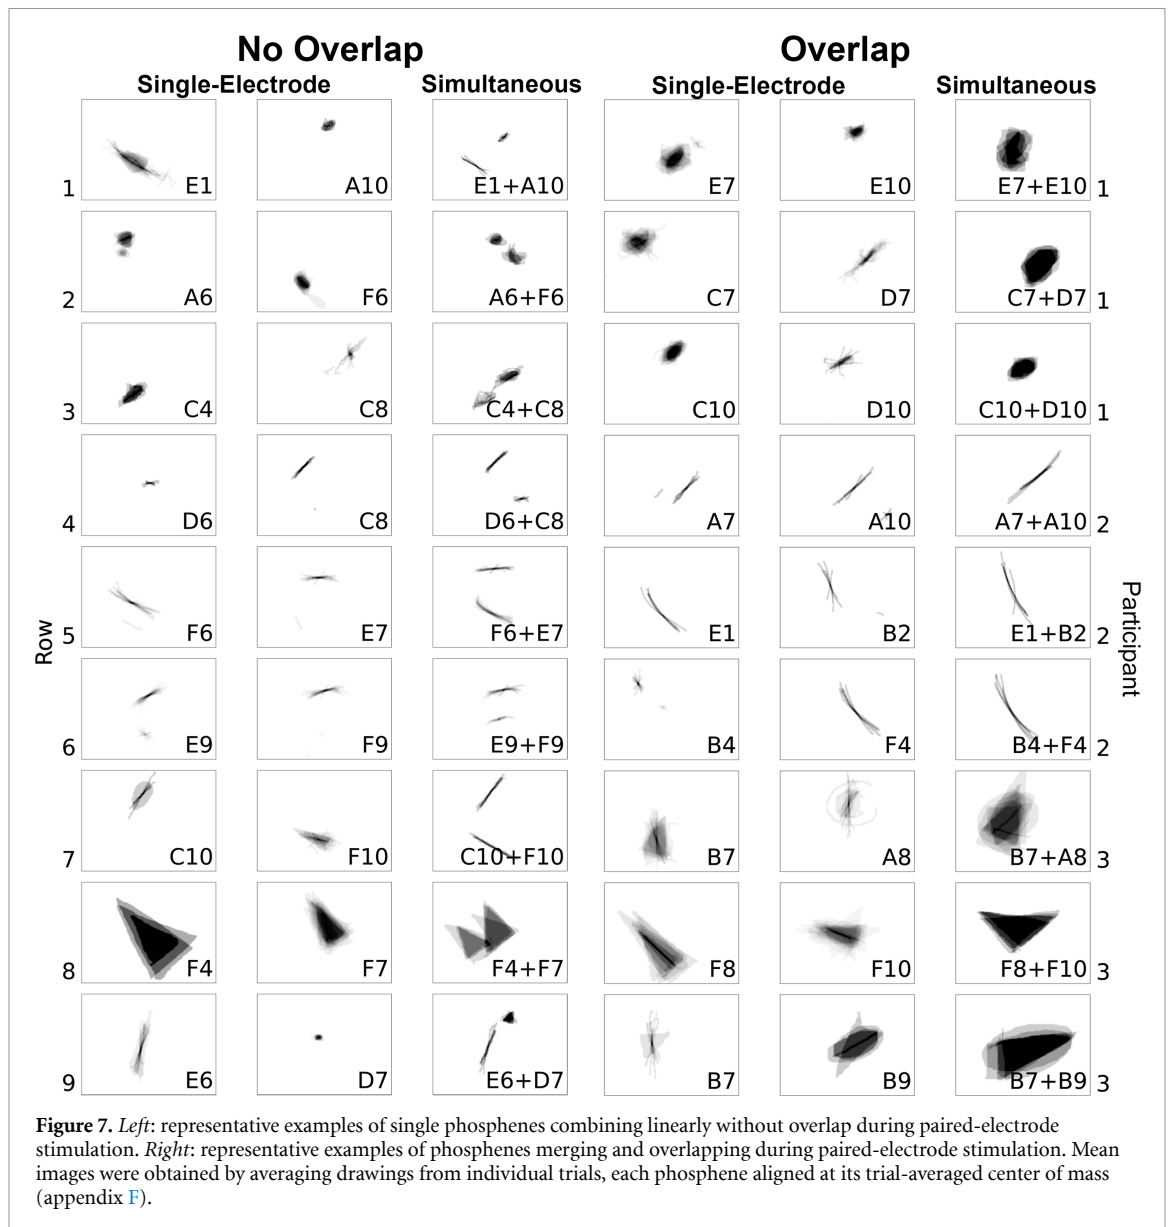 No Overlap
Overlap
Single-Electrode
Simultaneous
Single-Electrode
Simultaneous
1 E1 A10 E1+A10 E7 E10 E7+E10 1
2 A6 F6 A6+F6 C7 D7 C7+D7 1
3 C4 C8 C4+C8 C10 D10 C10+D10 1
4 D6 C8 D6+C8 A7 A10 A7+A10 2
5 F6 E7 F6+E7 E1 B2 E1+B2 2
6 E9 F9 E9+F9 B4 F4 B4+F4 2
7 C10 F10 C10+F10 B7 A8 B7+A8 3
8 F4 F7 F4+F7 F8 F10 F8+F10 3
9 E6 D7 E6+D7 B7 B9 B7+B9 3
Row
Participant
Figure 7. Left: representative examples of single phosphenes combining linearly without overlap during paired-electrode
stimulation. Right: representative examples of phosphenes merging and overlapping during paired-electrode stimulation. Mean
images were obtained by averaging drawings from individual trials, each phosphene aligned at its trial-averaged center of mass
(appendix F).